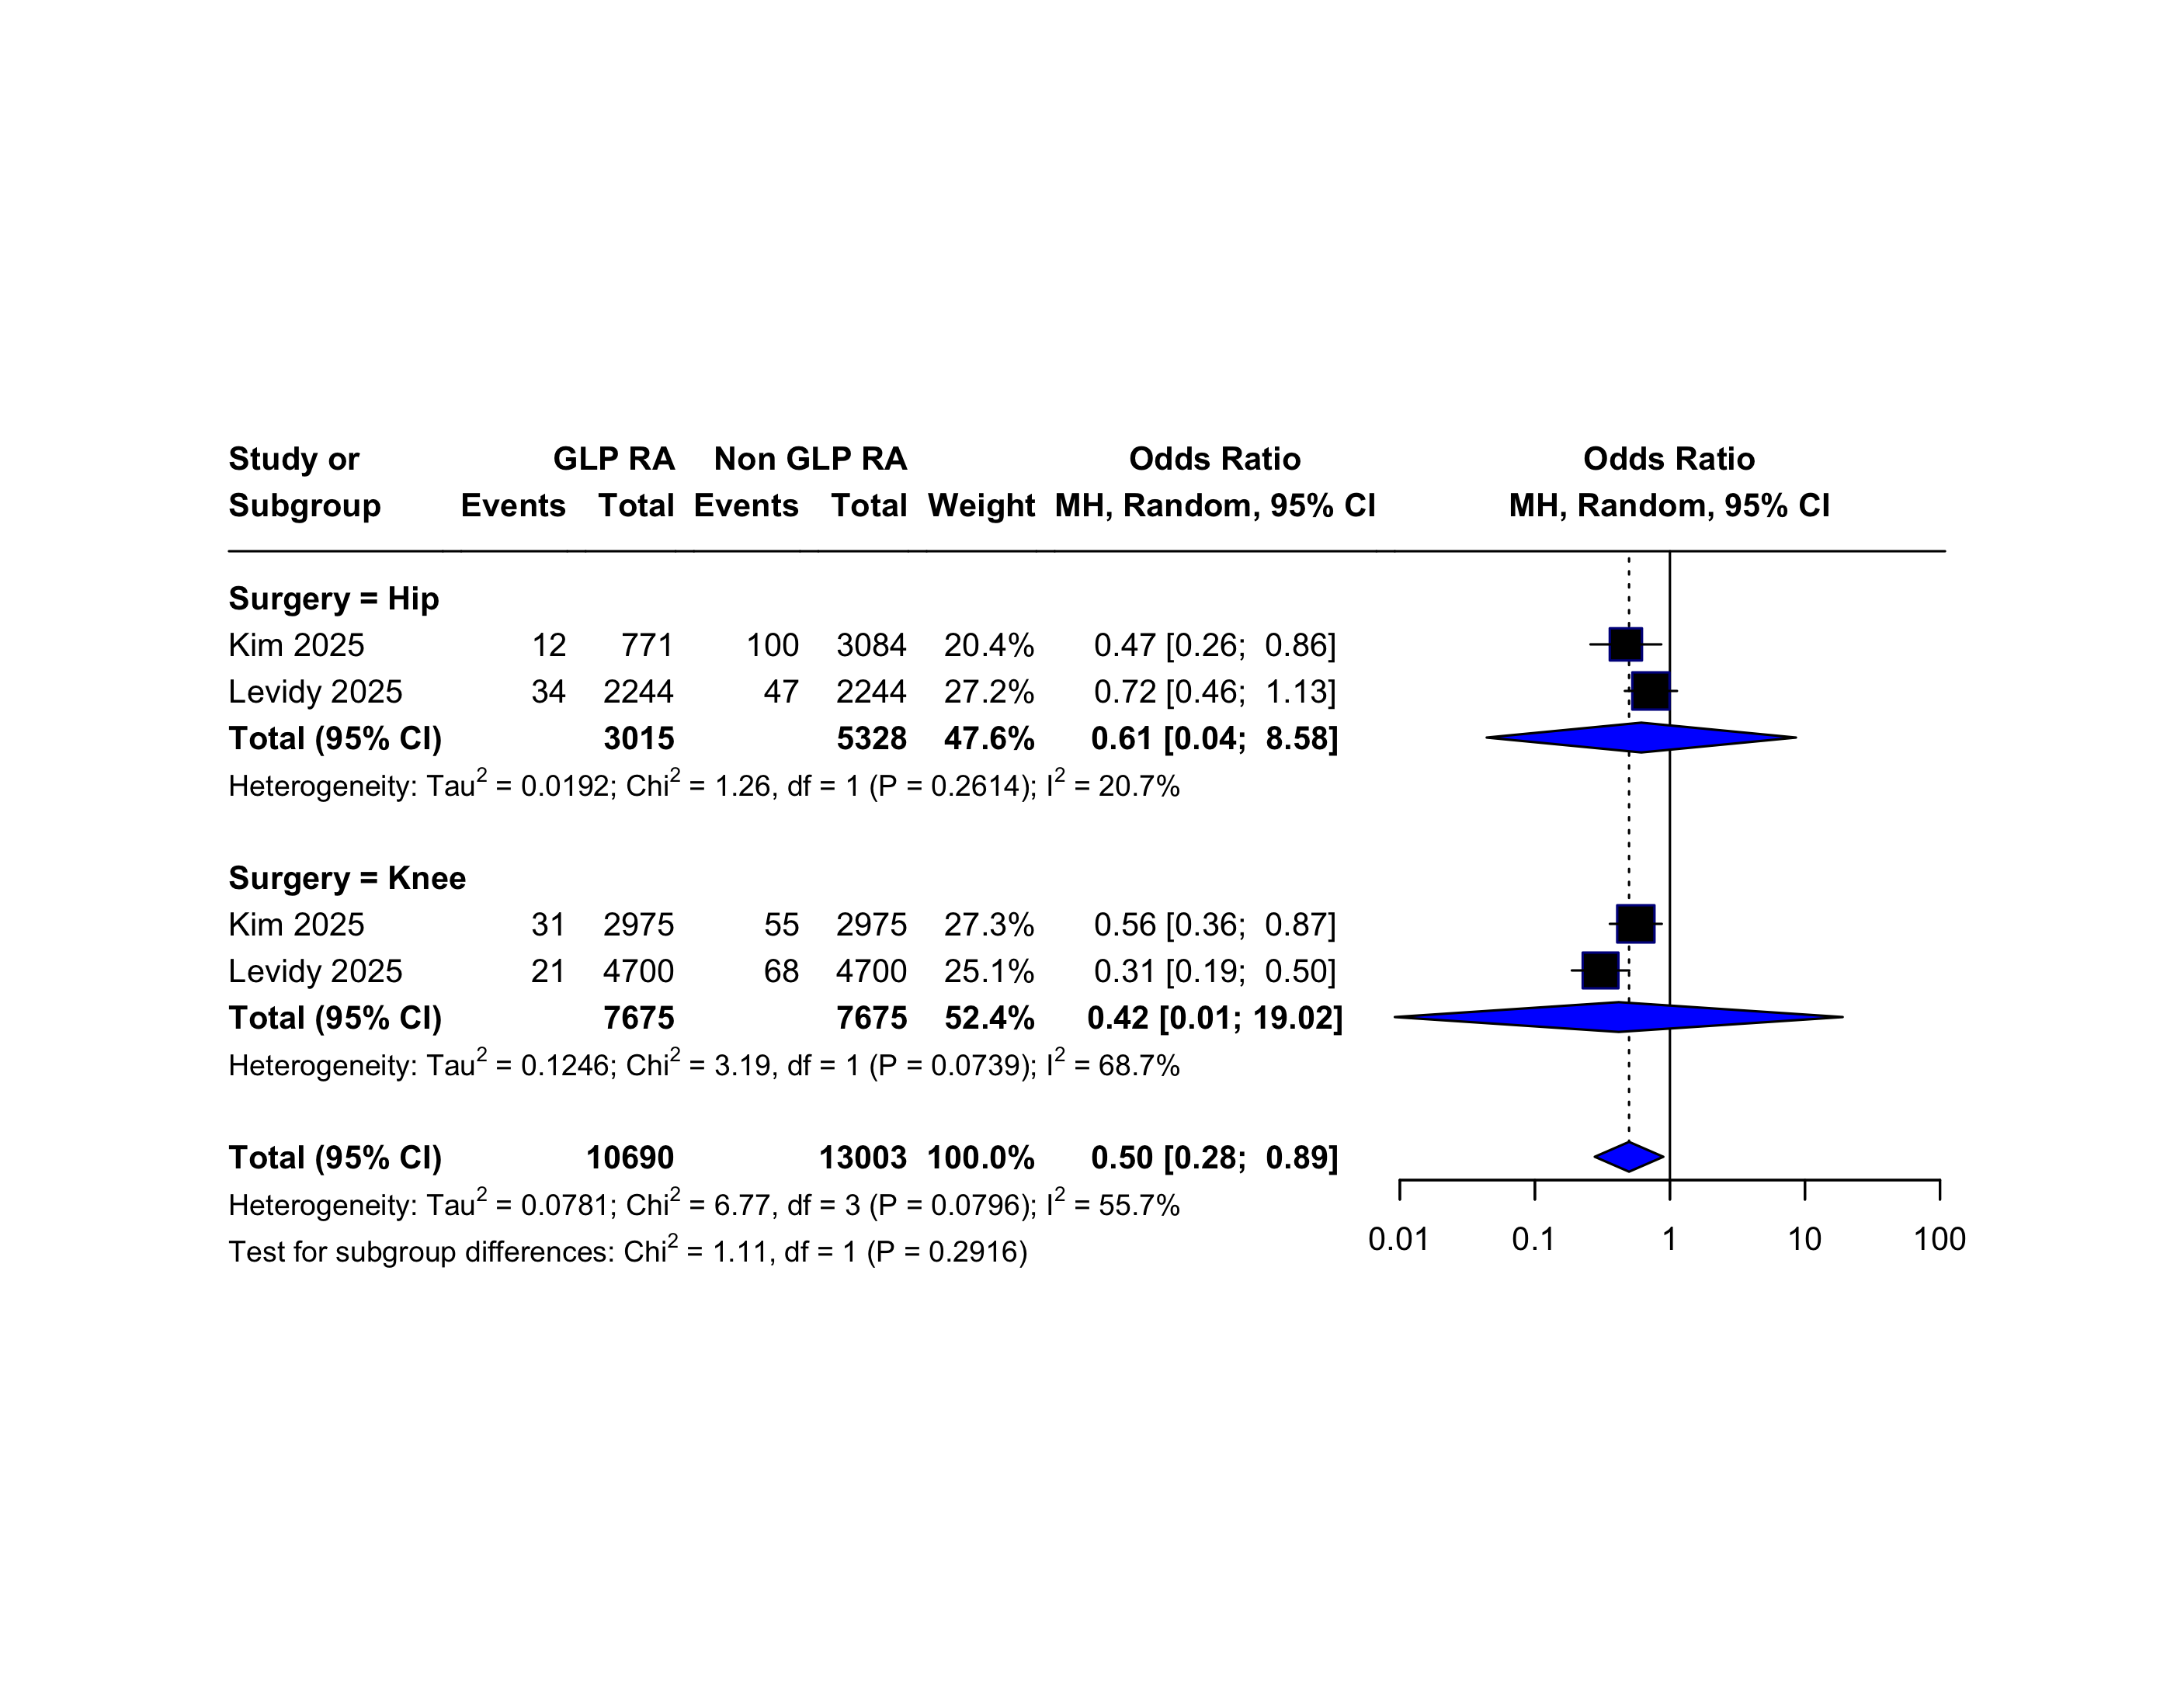 Study or GLP RA Non GLP RA Odds Ratio Odds Ratio
Subgroup Events Total Events Total Weight MH, Random, 95% CI MH, Random, 95% CI
Surgery = Hip
Kim 2025 12 771 100 3084 20.4% 0.47 [0.26; 0.86]
Levidy 2025 34 2244 47 2244 27.2% 0.72 [0.46; 1.13]
Total (95% CI) 3015 5328 47.6% 0.61 [0.04; 8.58]
Heterogeneity: Tau² = 0.0192; Chi² = 1.26, df = 1 (P = 0.2614); I² = 20.7%
Surgery = Knee
Kim 2025 31 2975 55 2975 27.3% 0.56 [0.36; 0.87]
Levidy 2025 21 4700 68 4700 25.1% 0.31 [0.19; 0.50]
Total (95% CI) 7675 7675 52.4% 0.42 [0.01; 19.02]
Heterogeneity: Tau² = 0.1246; Chi² = 3.19, df = 1 (P = 0.0739); I² = 68.7%
Total (95% CI) 10690 13003 100.0% 0.50 [0.28; 0.89]
Heterogeneity: Tau² = 0.0781; Chi² = 6.77, df = 3 (P = 0.0796); I² = 55.7%
Test for subgroup differences: Chi² = 1.11, df = 1 (P = 0.2916)
0.01 0.1 1 10 100